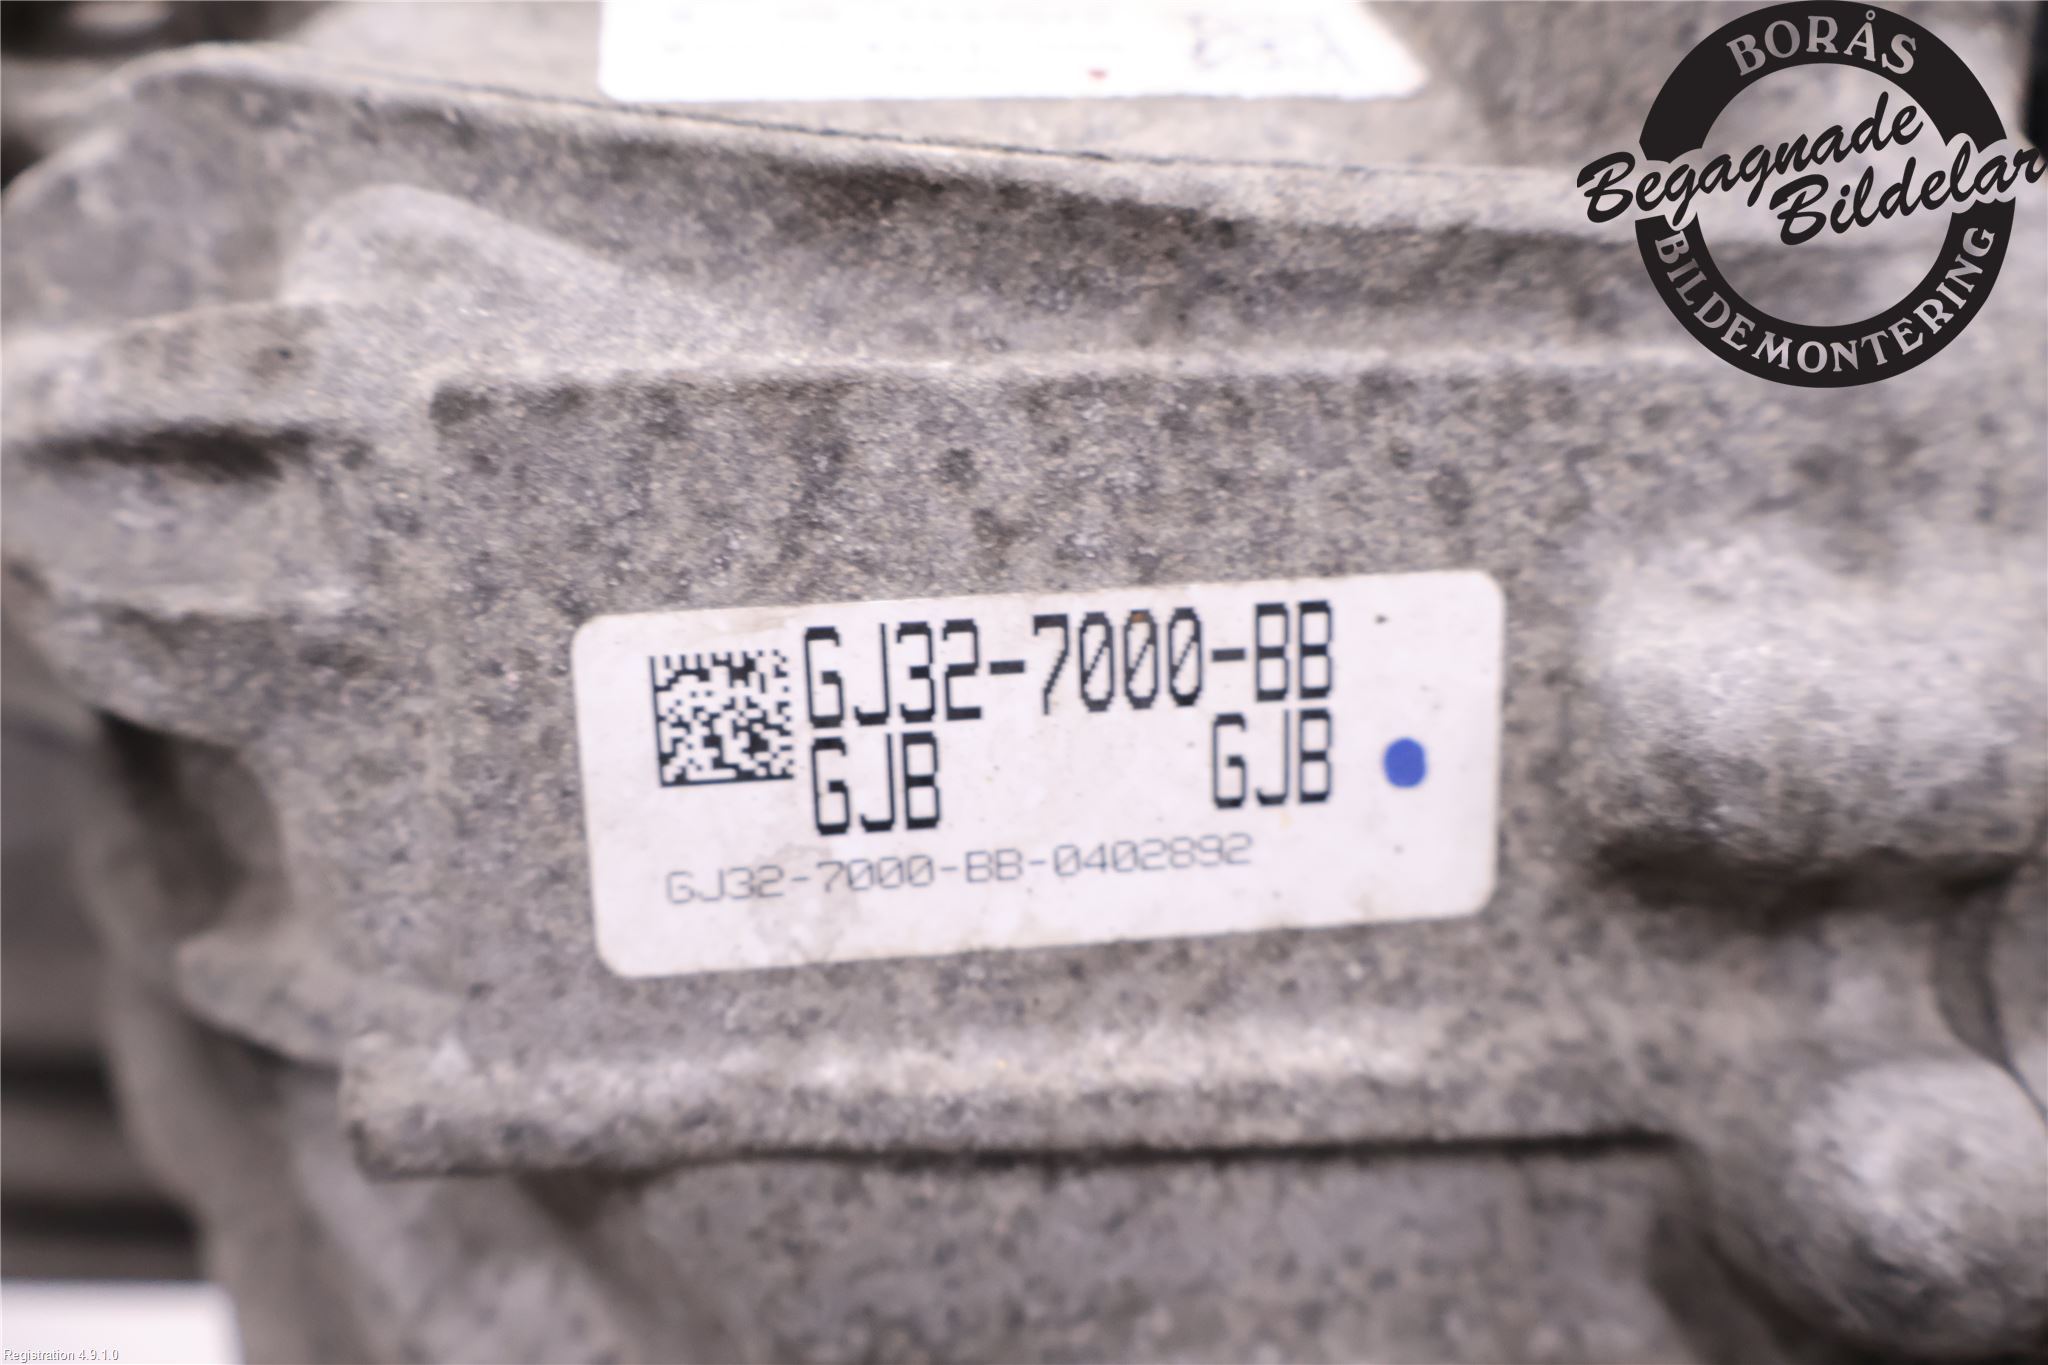 BORÅS
Begagnade
Bildelar
BILDEMONTERING
GJ32-7000-BB
GJB GJB
GJ32-7000-BB-0402892
Registration 4.9.1.0